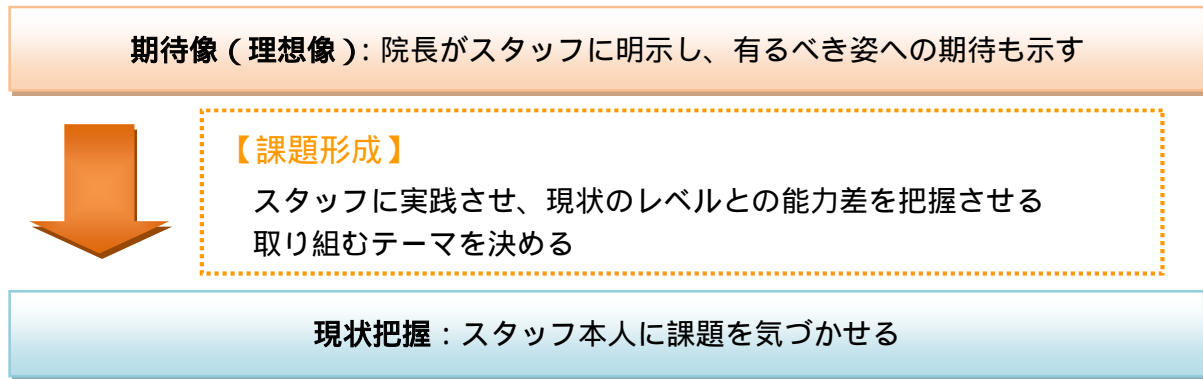 期待像（理想像）：院長がスタッフに明示し、有るべき姿への期待も示す
【課題形成】
スタッフに実践させ、現状のレベルとの能力差を把握させる
取り組むテーマを決める
現状把握：スタッフ本人に課題を気づかせる